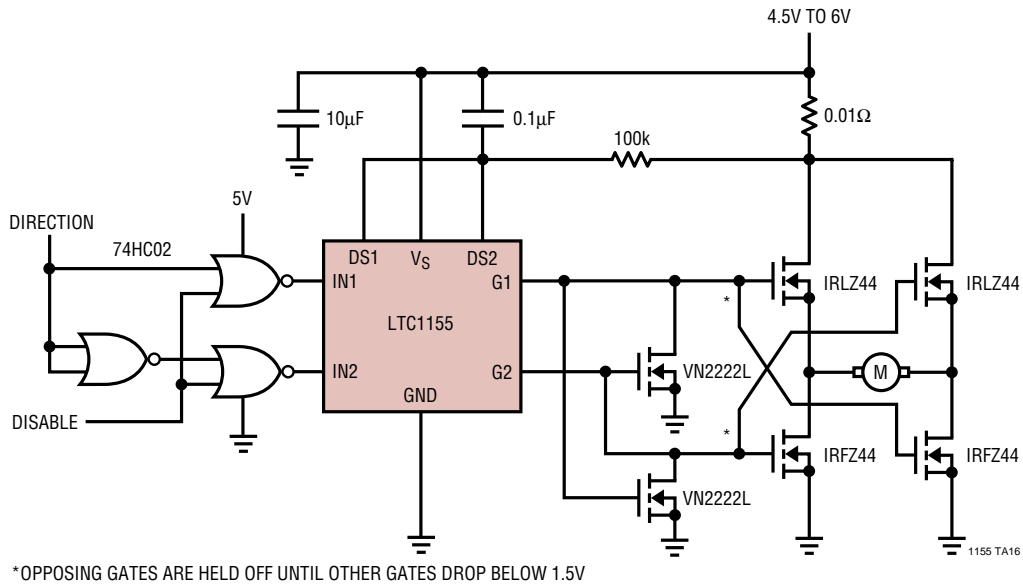 4.5V TO 6V
10µF
0.1µF
0.01Ω
100k
5V
DIRECTION
74HC02
DS1
VS
DS2
IN1
G1
IRLZ44
IRLZ44
*
LTC1155
IN2
G2
VN2222L
M
GND
DISABLE
*
IRFZ44
IRFZ44
VN2222L
1155 TA16
*OPPOSING GATES ARE HELD OFF UNTIL OTHER GATES DROP BELOW 1.5V